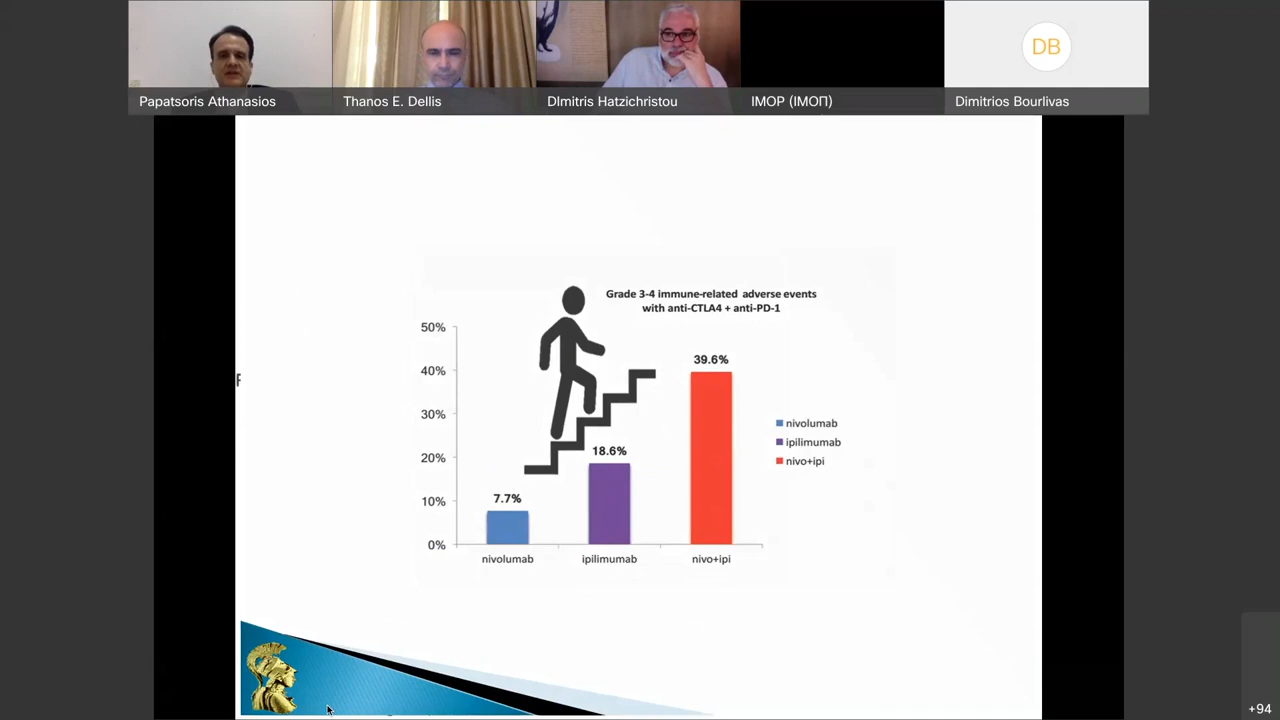 Papatsoris Athanasios
Thanos E. Dellis
DImitris Hatzichristou
IMOP (ΙΜΟΠ)
DB
Dimitrios Bourlivas
Grade 3-4 immune-related adverse events
with anti-CTLA4 + anti-PD-1
50%
40%
30%
20%
10%
0%
7.7%
18.6%
39.6%
nivolumab
ipilimumab
nivo+ipi
nivolumab
ipilimumab
nivo+ipi
+94